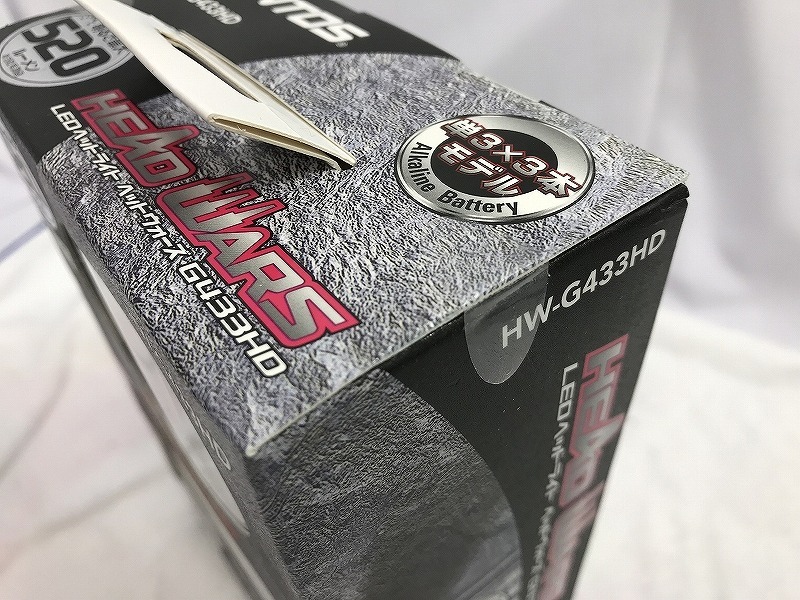 G433HD
NTOS®
520
ルーメン
HEAD WARS
LEDヘッドライト ヘッドウォーズ G433HD
単3×3本
モデル
Alkaline Battery
HW-G433HD
HEAD WARS
LEDヘッドライト